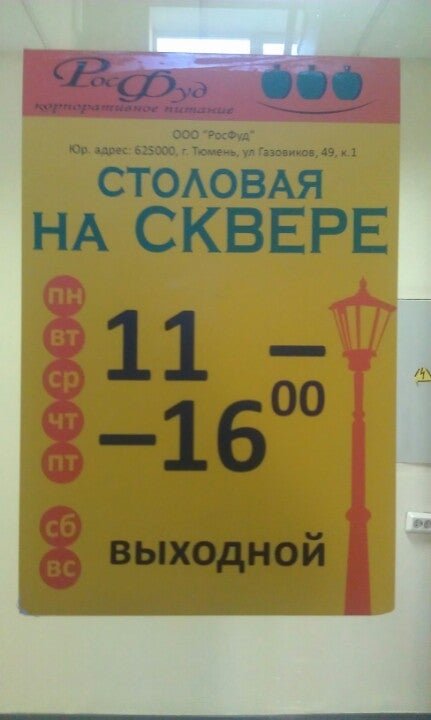 РосФуд
корпоративное питание
ООО "РосФуд"
Юр. адрес: 625000, г. Тюмень, ул Газовиков, 49, к.1
СТОЛОВАЯ
НА СКВЕРЕ
пн
вт
ср
чт
пт
11 –
–16 00
сб
вс
выходной